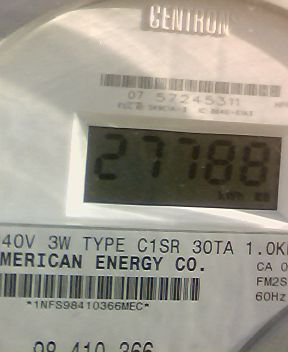 CENTRON
07 57245311
27788
kWh
40V 3W TYPE C1SR 30TA 1.0K
MERICAN ENERGY CO.
CA 0
FM2S
60Hz
*1NFS98410366MEC*
98 410 366